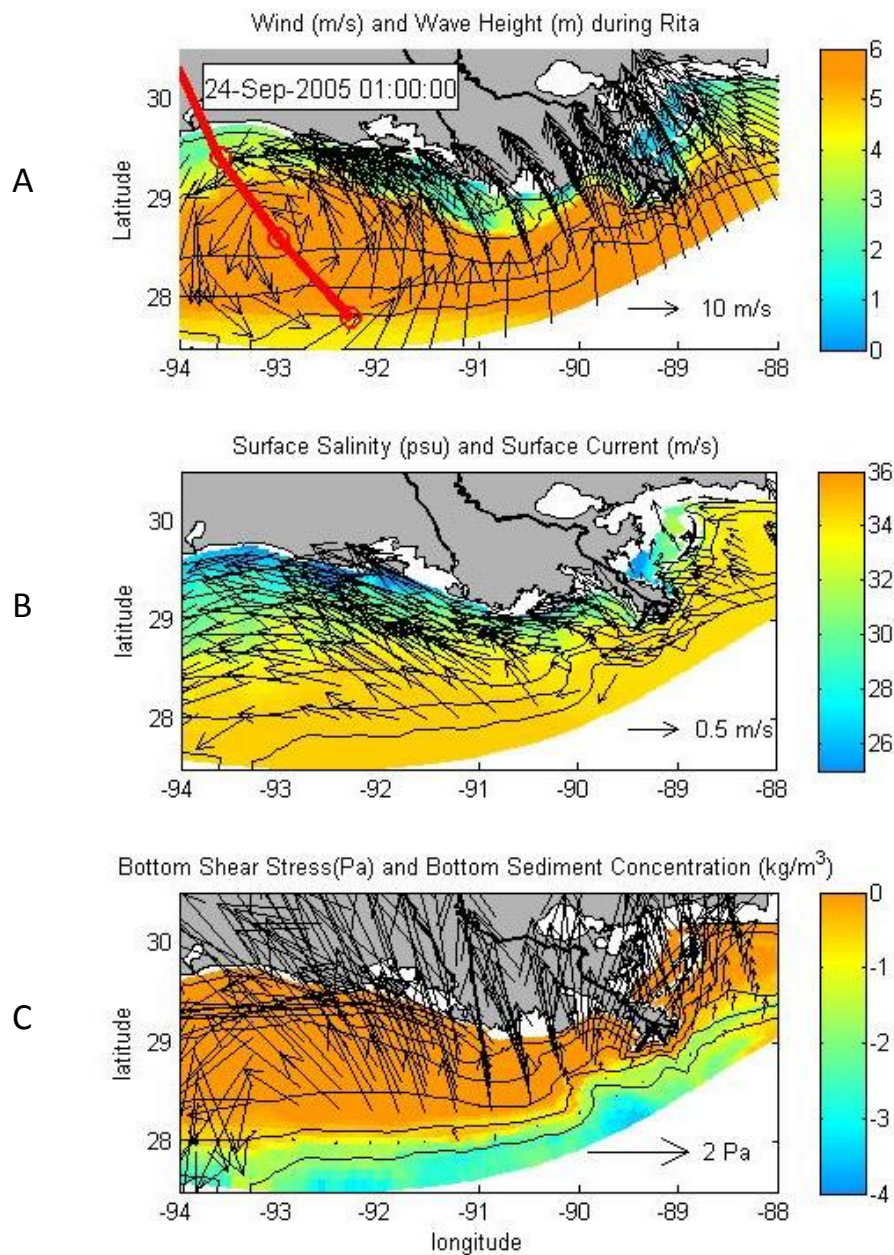 Wind (m/s) and Wave Height (m) during Rita
A
24-Sep-2005 01:00:00
Latitude
30
29
28
10 m/s
-94 -93 -92 -91 -90 -89 -88
6
5
4
3
2
1
0
Surface Salinity (psu) and Surface Current (m/s)
B
latitude
30
29
28
0.5 m/s
-94 -93 -92 -91 -90 -89 -88
36
34
32
30
28
26
Bottom Shear Stress(Pa) and Bottom Sediment Concentration (kg/m³)
C
latitude
30
29
28
2 Pa
-94 -93 -92 -91 -90 -89 -88
longitude
0
-1
-2
-3
-4